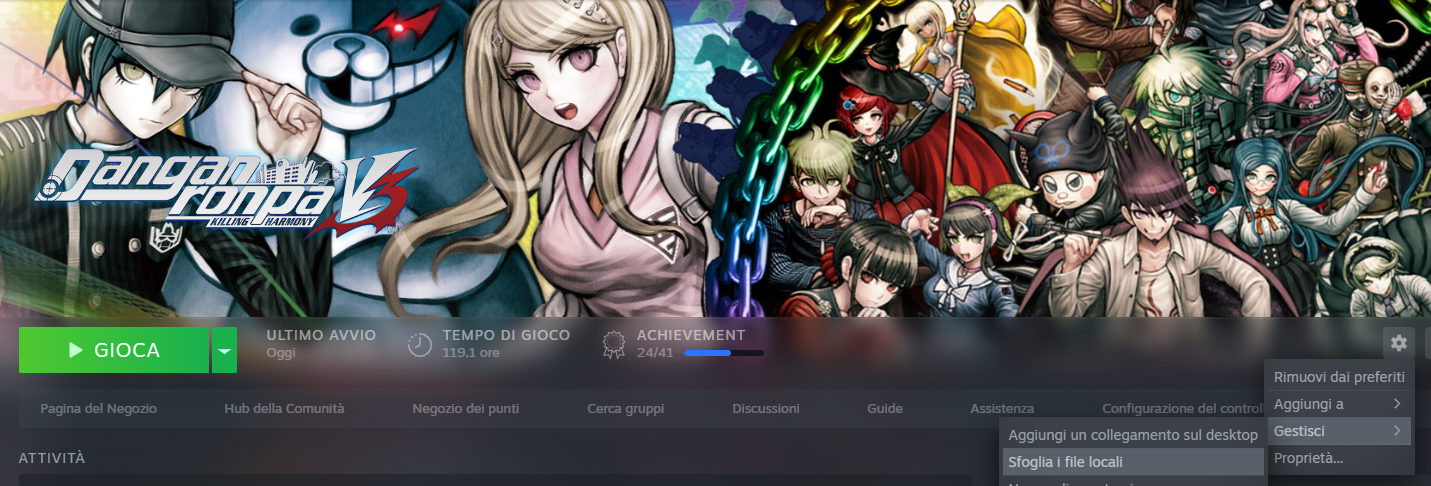 Danganronpa V3
KILLING HARMONY
GIOCA
ULTIMO AVVIO
Oggi
TEMPO DI GIOCO
119,1 ore
ACHIEVEMENT
24/41
Rimuovi dai preferiti
Aggiungi a
Gestisci
Proprietà...
Pagina del Negozio
Hub della Comunità
Negozio dei punti
Cerca gruppi
Discussioni
Guide
Assistenza
Configurazione del control
Aggiungi un collegamento sul desktop
Sfoglia i file locali
ATTIVITÀ